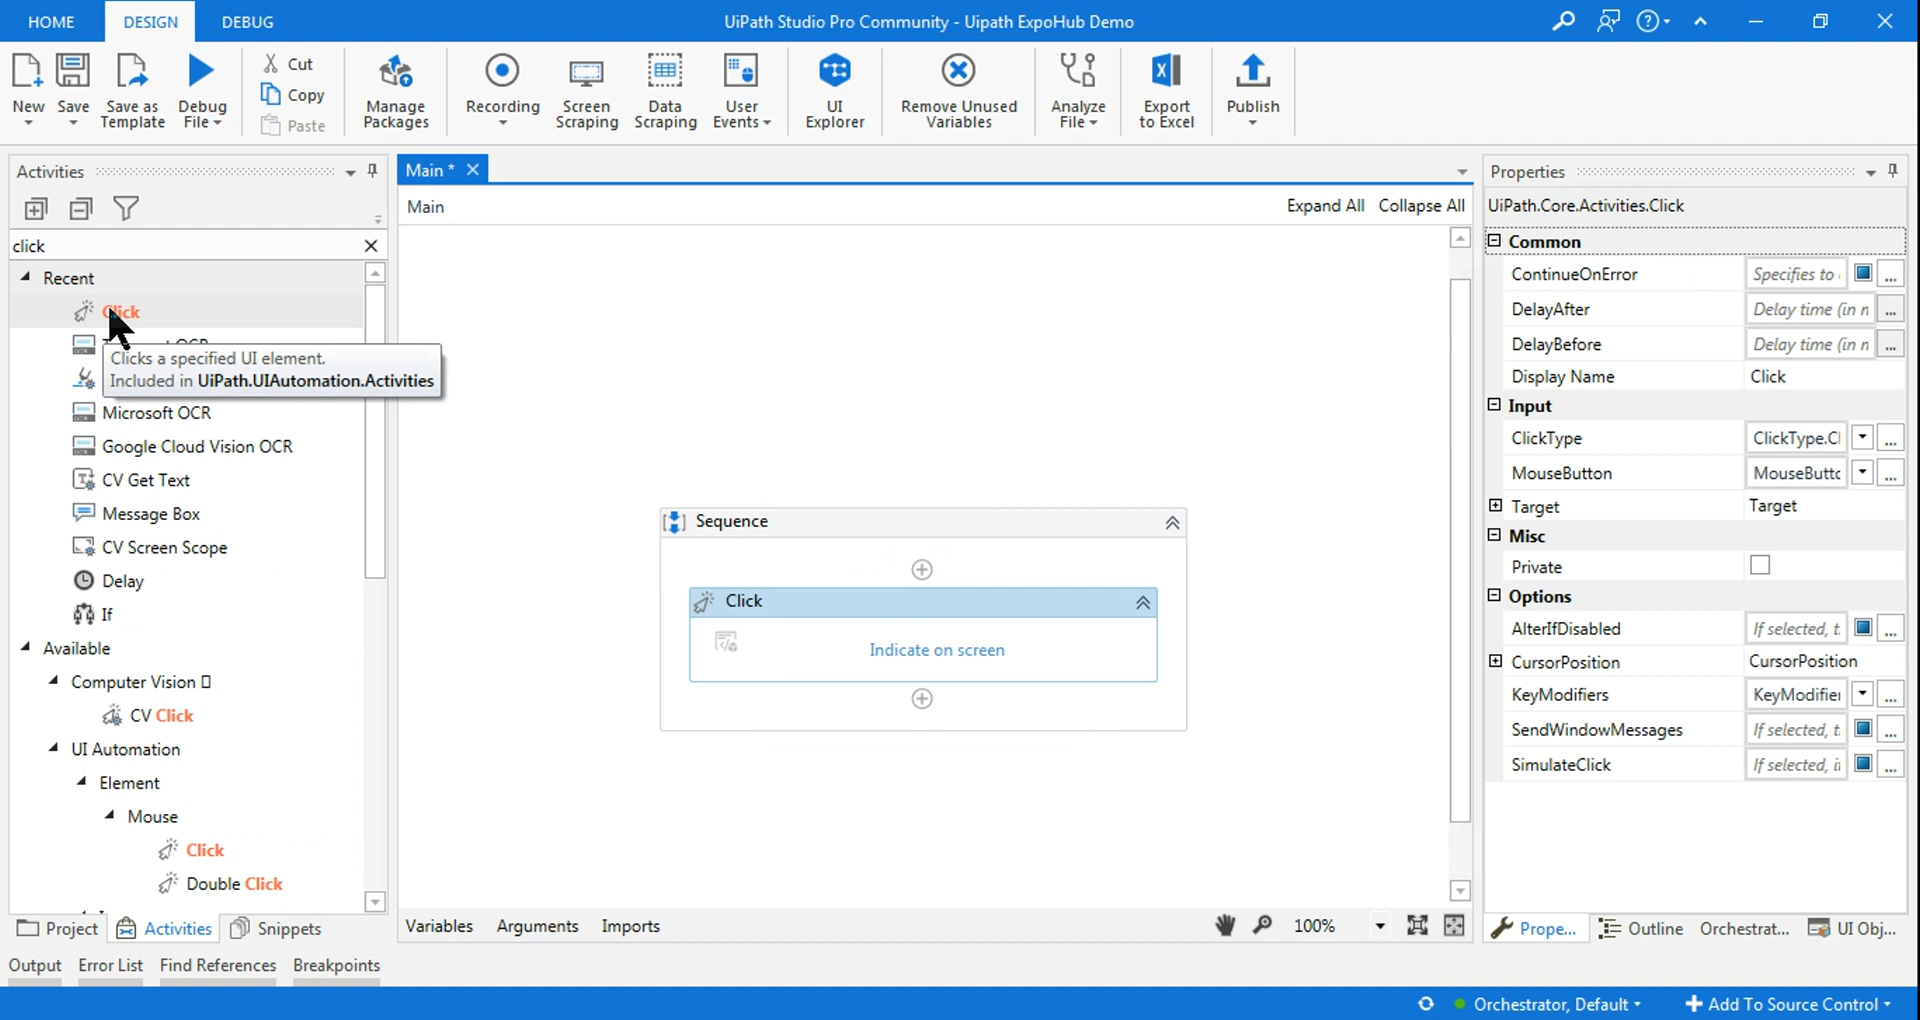 HOME DESIGN DEBUG UiPath Studio Pro Community - Uipath ExpoHub Demo
New Save Save as Template Debug File Cut Copy Paste Manage Packages Recording Screen Scraping Data Scraping User Events UI Explorer Remove Unused Variables Analyze File Export to Excel Publish
Activities
click
Recent
Click
Clicks a specified UI element.
Included in UiPath.UIAutomation.Activities
Microsoft OCR
Google Cloud Vision OCR
CV Get Text
Message Box
CV Screen Scope
Delay
If
Available
Computer Vision
CV Click
UI Automation
Element
Mouse
Click
Double Click
Project Activities Snippets
Main *
Main Expand All Collapse All
Sequence
Click
Indicate on screen
Variables Arguments Imports 100%
Properties
UiPath.Core.Activities.Click
Common
ContinueOnError Specifies to
DelayAfter Delay time (in n
DelayBefore Delay time (in n
Display Name Click
Input
ClickType ClickType.Cl
MouseButton MouseButtc
Target Target
Misc
Private
Options
AlterIfDisabled If selected, t
CursorPosition CursorPosition
KeyModifiers KeyModifier
SendWindowMessages If selected, t
SimulateClick If selected, i
Prope... Outline Orchestrat... UI Obj...
Output Error List Find References Breakpoints
Orchestrator, Default Add To Source Control